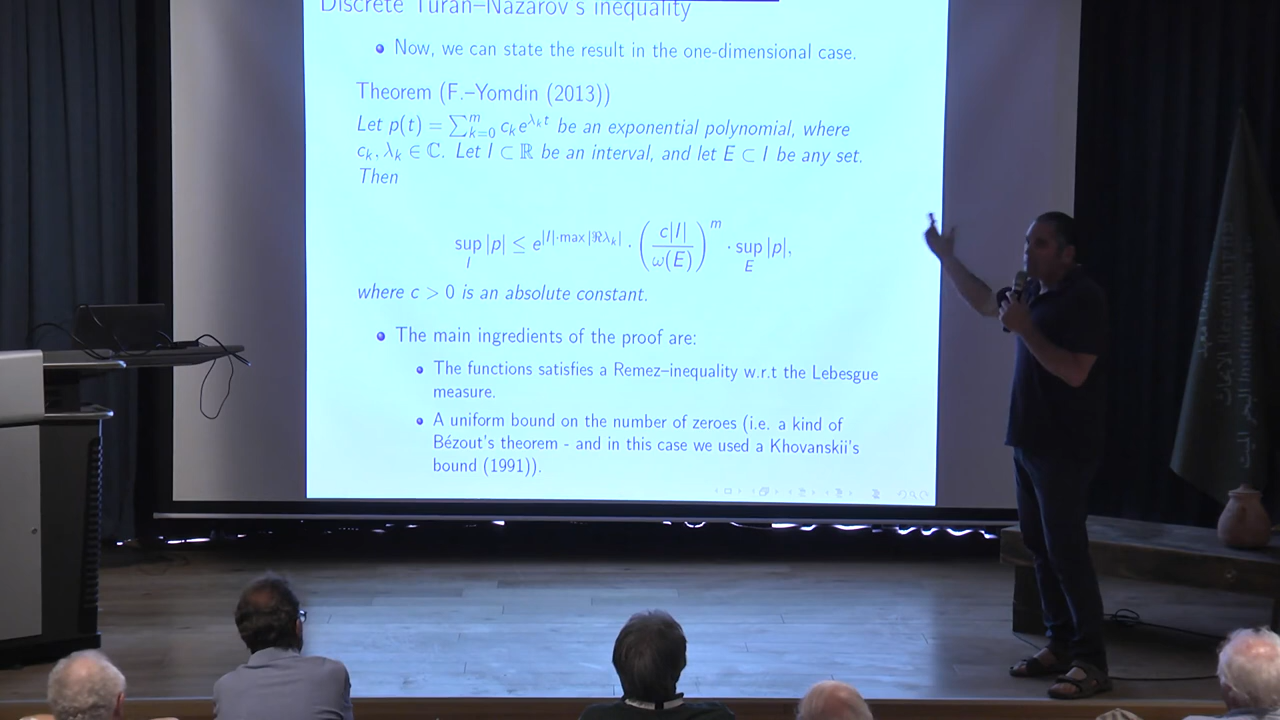 Discrete Turán–Nazarov's inequality
Now, we can state the result in the one-dimensional case.
Theorem (F.–Yomdin (2013))
Let p(t) = ∑_{k=0}^{m} c_k e^{λ_k t} be an exponential polynomial, where
c_k, λ_k ∈ ℂ. Let I ⊂ ℝ be an interval, and let E ⊂ I be any set.
Then
sup_I |p| ≤ e^{|I|·max|ℜλ_k|} · (c|I| / ω(E))^m · sup_E |p|,
where c > 0 is an absolute constant.
The main ingredients of the proof are:
The functions satisfies a Remez–inequality w.r.t the Lebesgue
measure.
A uniform bound on the number of zeroes (i.e. a kind of
Bézout's theorem - and in this case we used a Khovanskii's
bound (1991)).